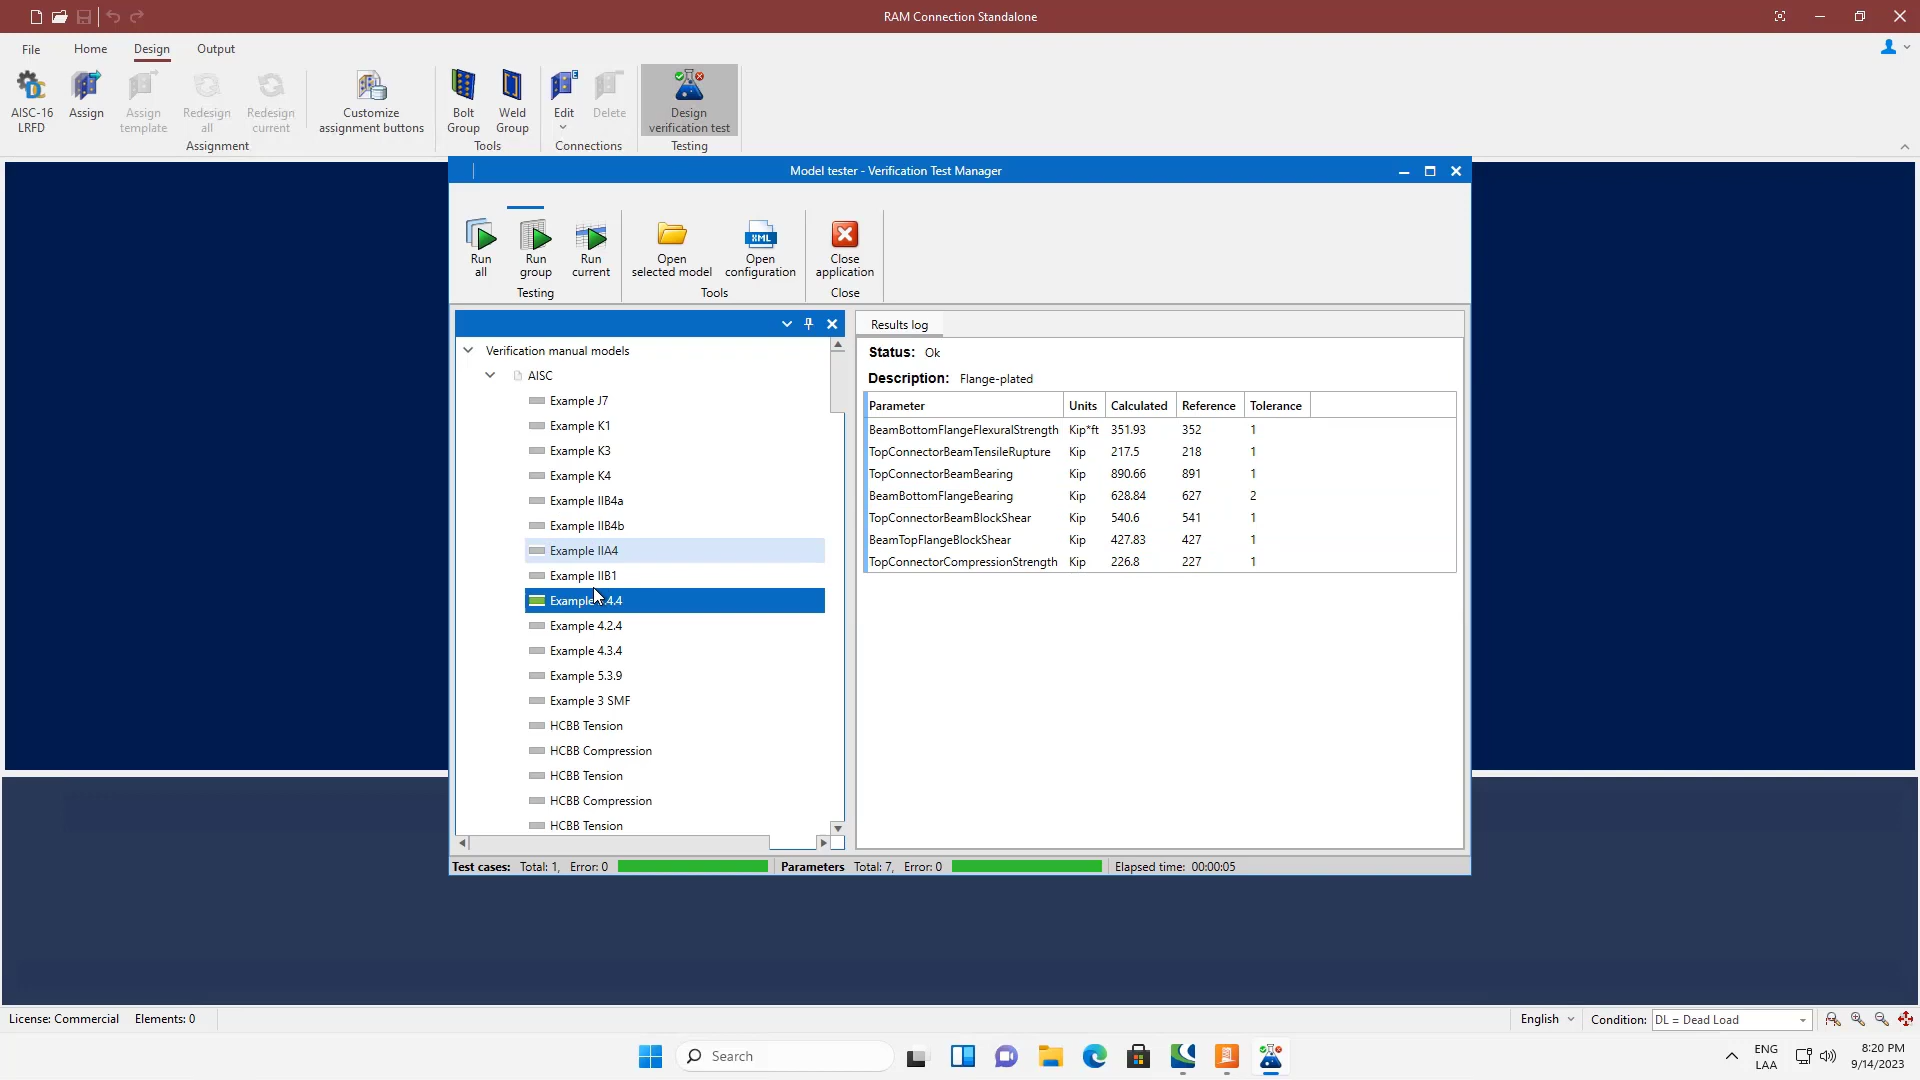 RAM Connection Standalone
File Home Design Output
AISC-16 LRFD
Assign
Assign template
Redesign all
Redesign current
Customize assignment buttons
Bolt Group
Weld Group
Edit
Delete
Design verification test
Assignment Tools Connections Testing
Model tester - Verification Test Manager
Run all
Run group
Run current
Open selected model
XML
Open configuration
Close application
Testing Tools Close
Verification manual models
AISC
Example J7
Example K1
Example K3
Example K4
Example IIB4a
Example IIB4b
Example IIA4
Example IIB1
Example .4.4
Example 4.2.4
Example 4.3.4
Example 5.3.9
Example 3 SMF
HCBB Tension
HCBB Compression
HCBB Tension
HCBB Compression
HCBB Tension
Results log
Status: Ok
Description: Flange-plated
Parameter Units Calculated Reference Tolerance
BeamBottomFlangeFlexuralStrength Kip*ft 351.93 352 1
TopConnectorBeamTensileRupture Kip 217.5 218 1
TopConnectorBeamBearing Kip 890.66 891 1
BeamBottomFlangeBearing Kip 628.84 627 2
TopConnectorBeamBlockShear Kip 540.6 541 1
BeamTopFlangeBlockShear Kip 427.83 427 1
TopConnectorCompressionStrength Kip 226.8 227 1
Test cases: Total: 1, Error: 0 Parameters Total: 7, Error: 0 Elapsed time: 00:00:05
License: Commercial Elements: 0 English Condition: DL = Dead Load
Search
ENG
LAA
8:20 PM
9/14/2023